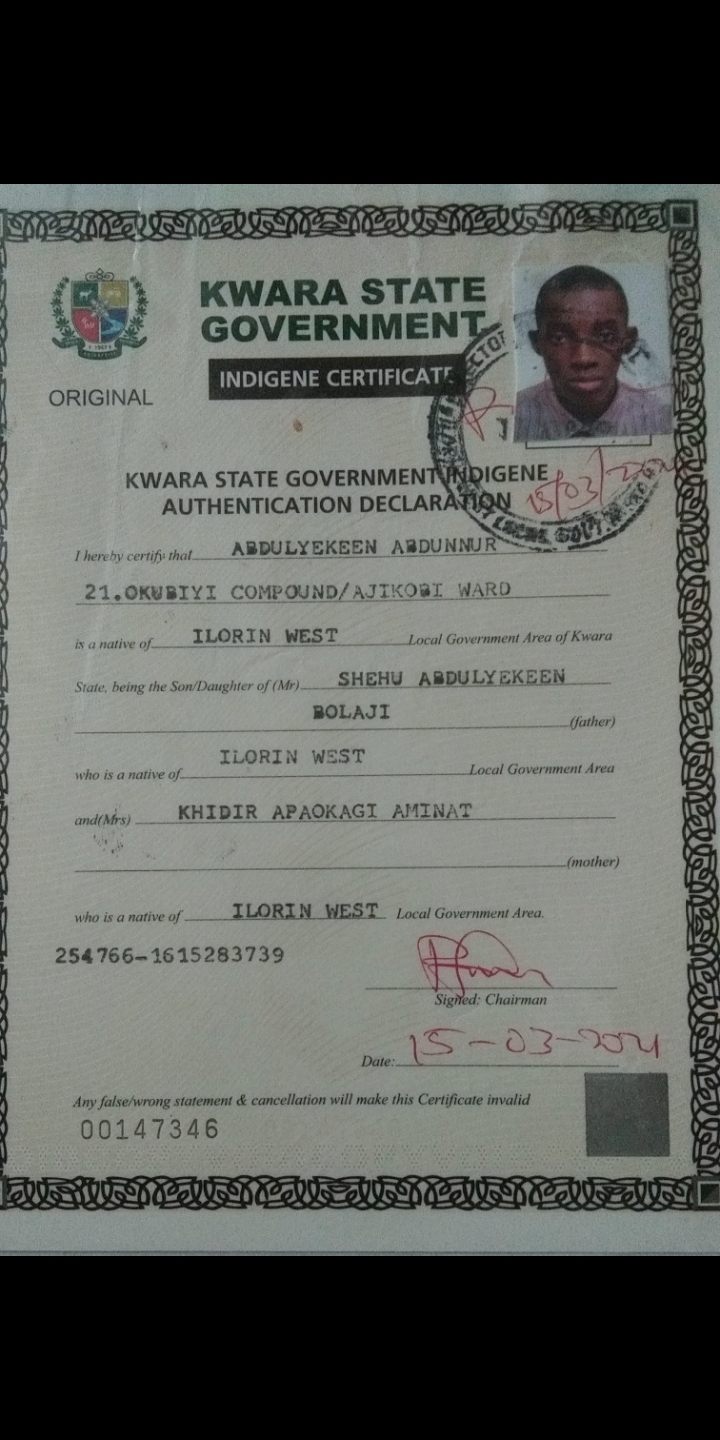 KWARA STATE
GOVERNMENT
INDIGENE CERTIFICATE
ORIGINAL
KWARA STATE GOVERNMENT INDIGENE
AUTHENTICATION DECLARATION
15/03/2021
I hereby certify that ABDULYEKEEN ABDUNNUR
21.OKUBIYI COMPOUND/AJIKOBI WARD
is a native of ILORIN WEST Local Government Area of Kwara
State, being the Son/Daughter of (Mr) SHEHU ABDULYEKEEN
BOLAJI (father)
who is a native of ILORIN WEST Local Government Area
and(Mrs) KHIDIR APAOKAGI AMINAT
(mother)
who is a native of ILORIN WEST Local Government Area.
254766-1615283739
Signed: Chairman
Date: 15-03-2021
Any false/wrong statement & cancellation will make this Certificate invalid
00147346